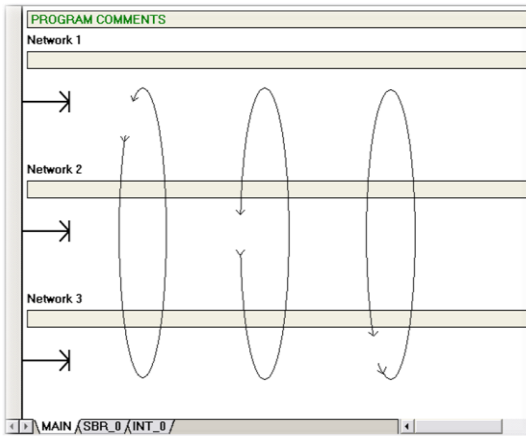 PROGRAM COMMENTS
Network 1
Network 2
Network 3
MAIN SBR_0 INT_0